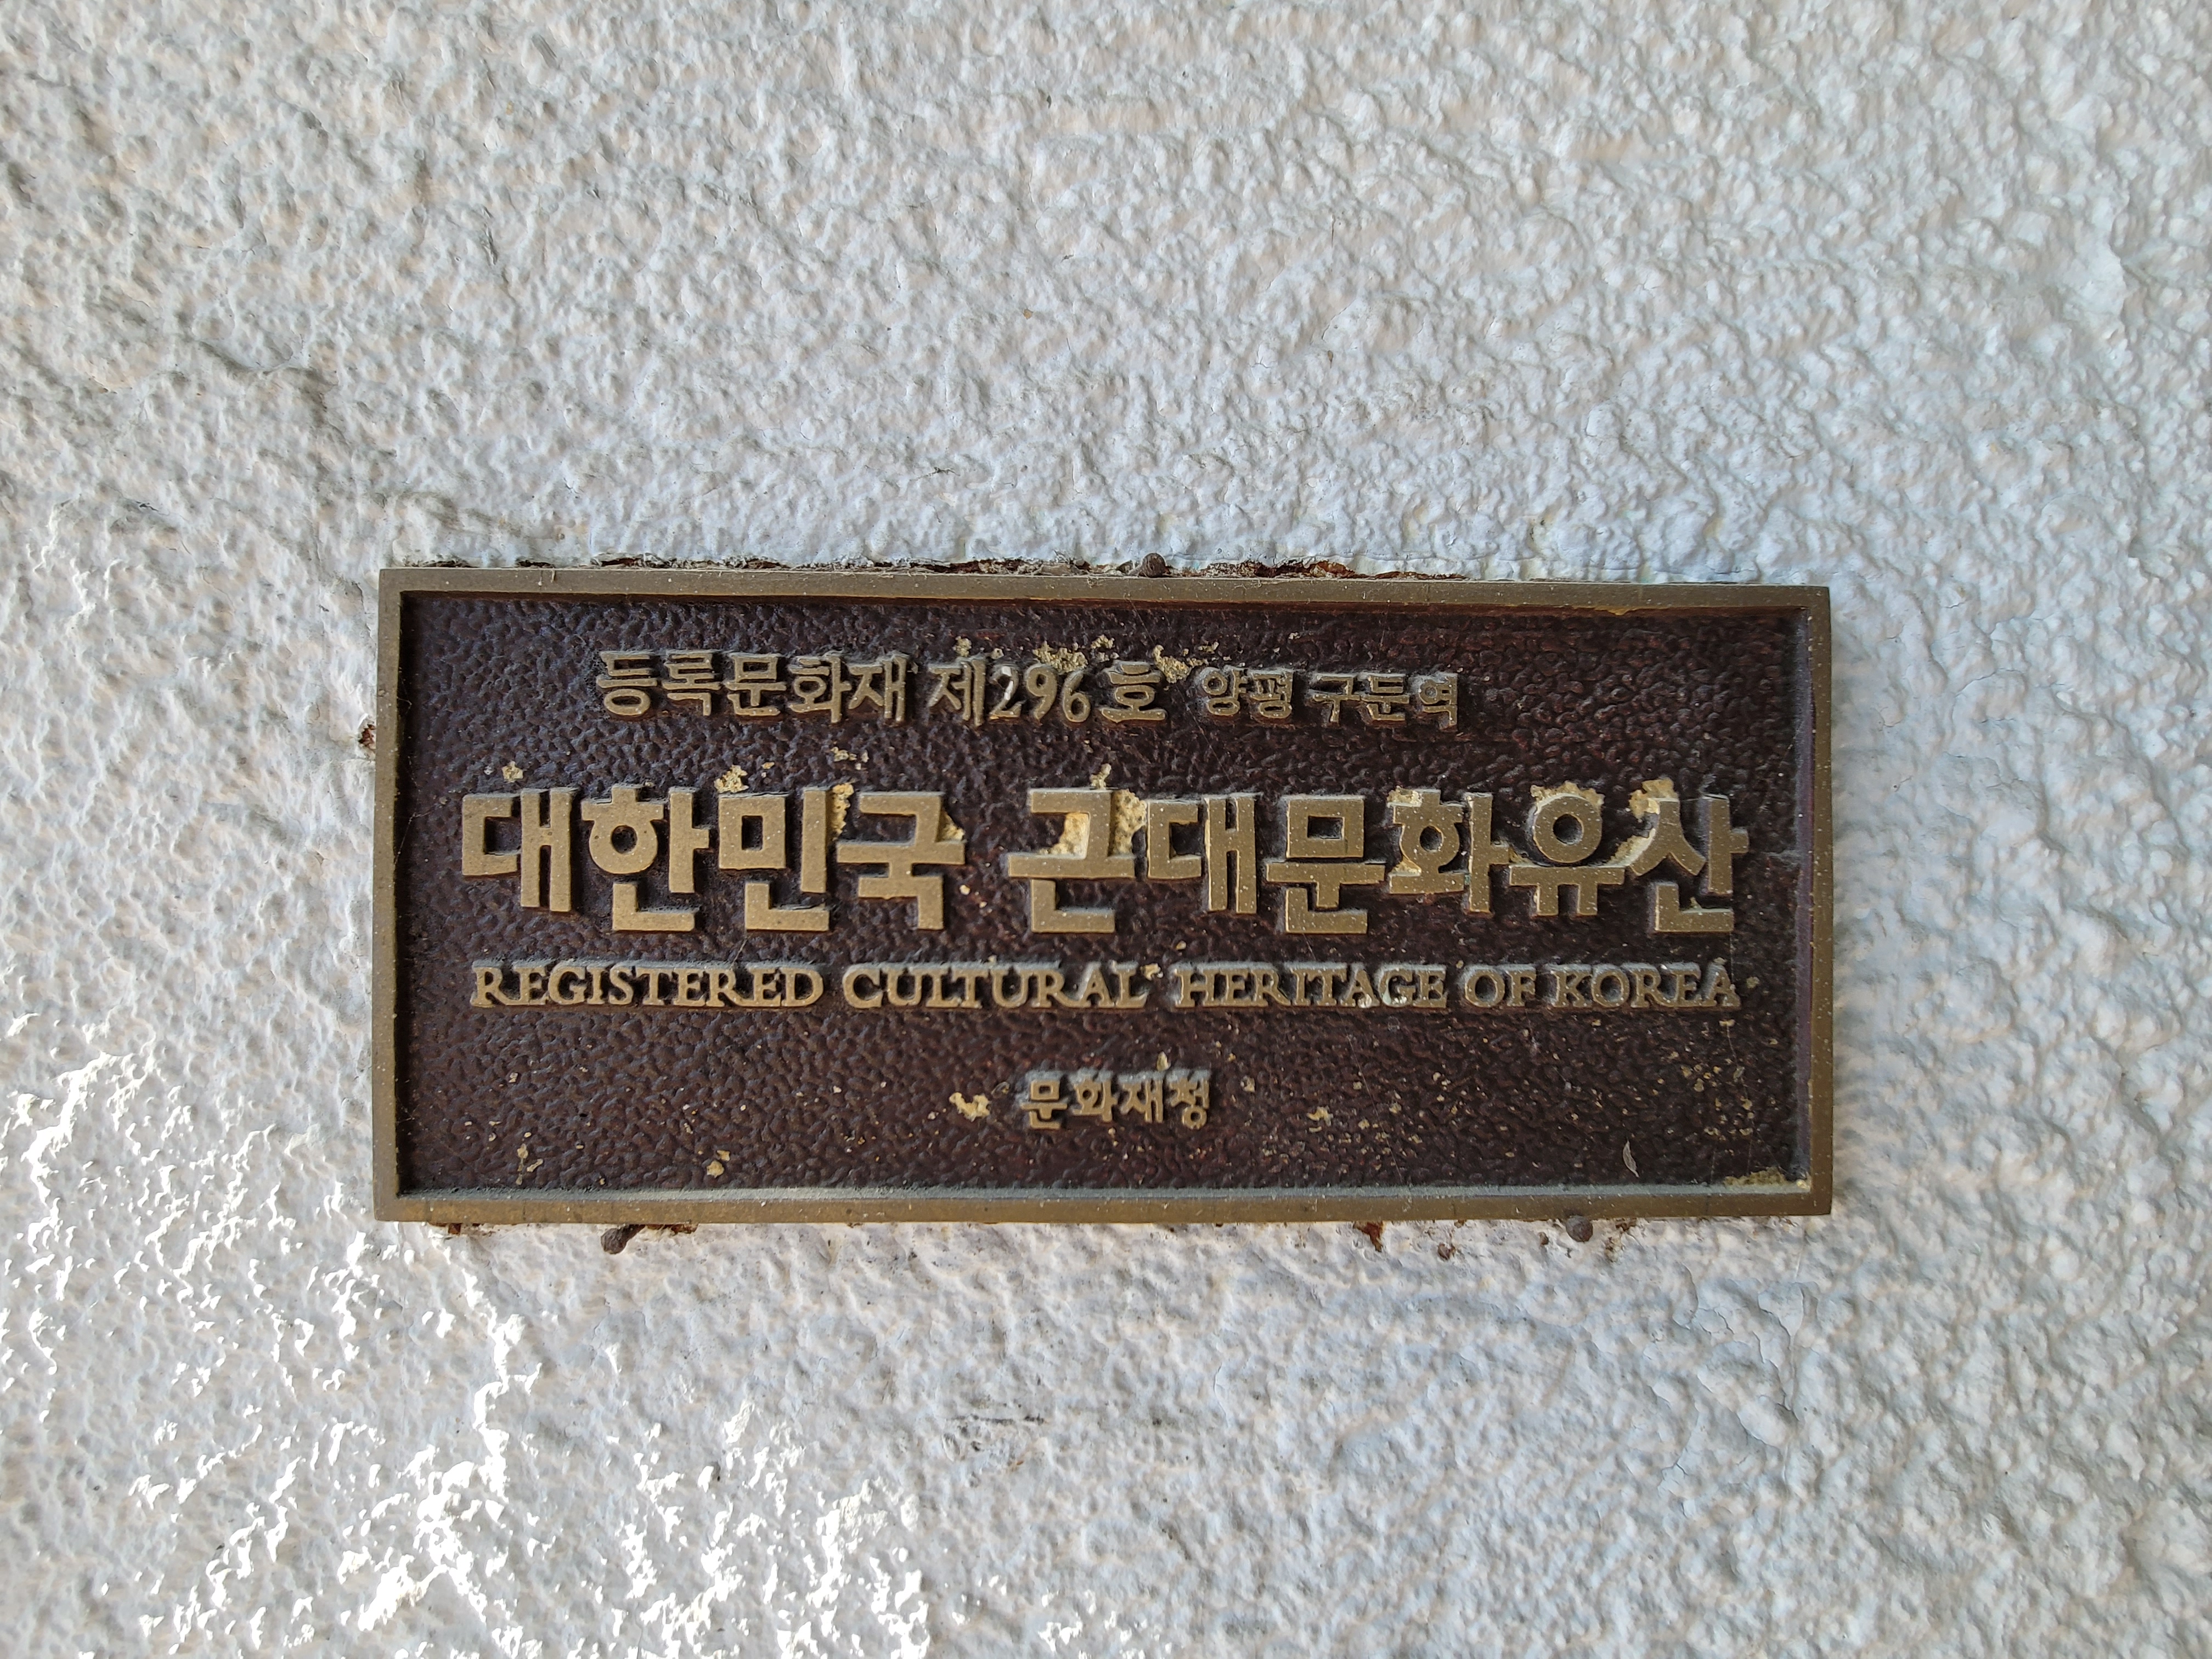 등록문화재 제296호 양평 구둔역
대한민국 근대문화유산
REGISTERED CULTURAL HERITAGE OF KOREA
문화재청